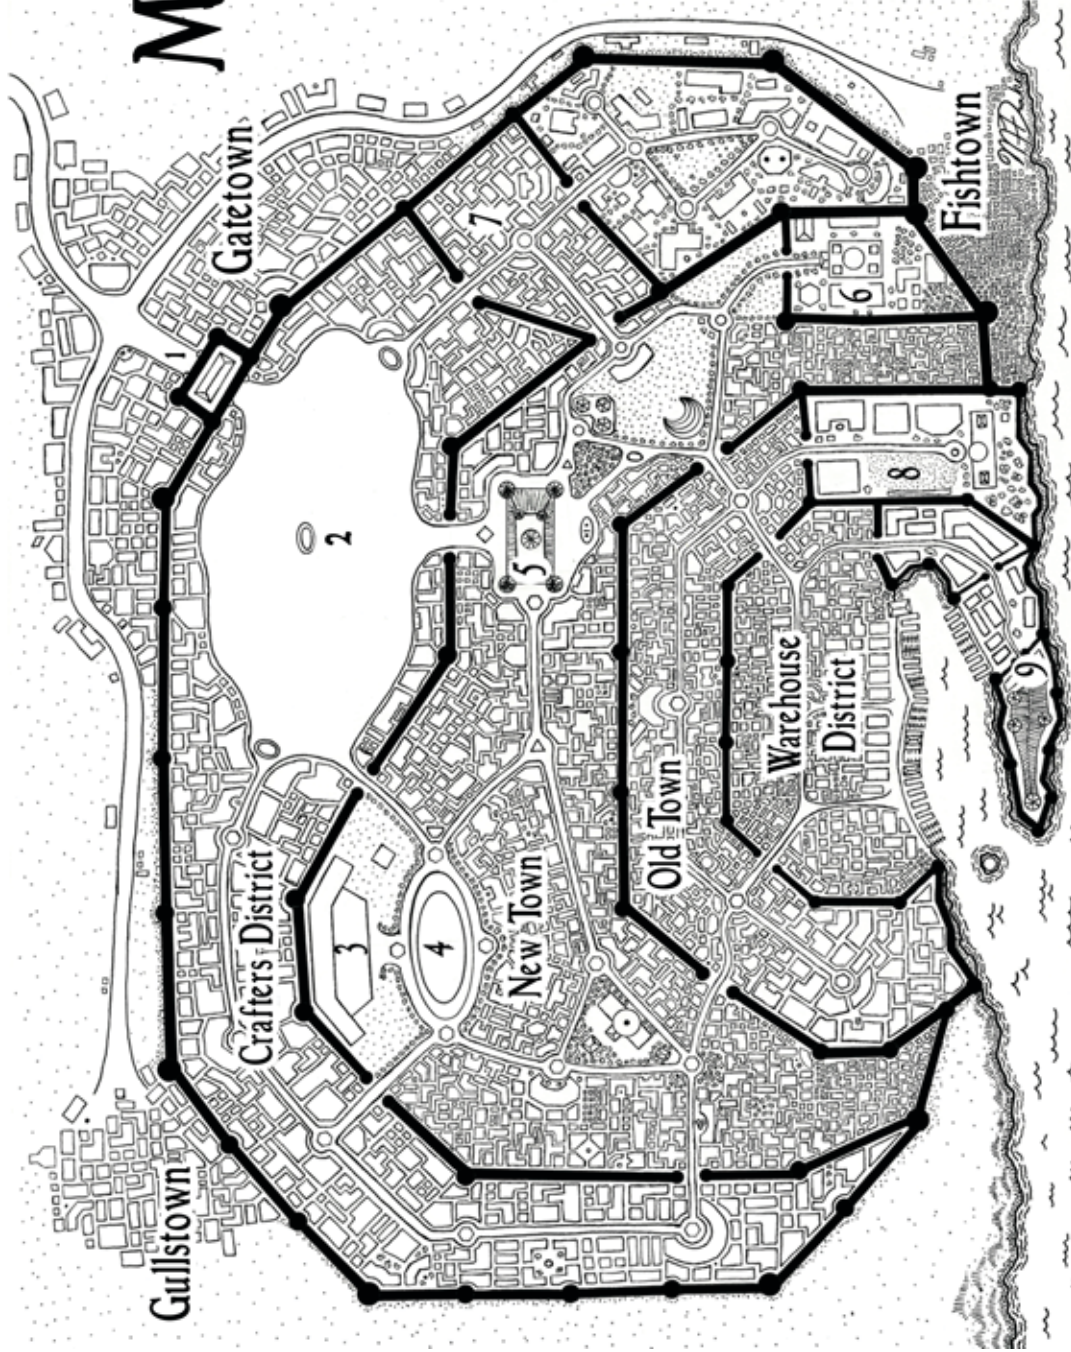 M
Gullstown
1
Gatetown
Crafters District
2
3
4
7
New Town
5
Old Town
Warehouse
District
6
8
Fishtown
9